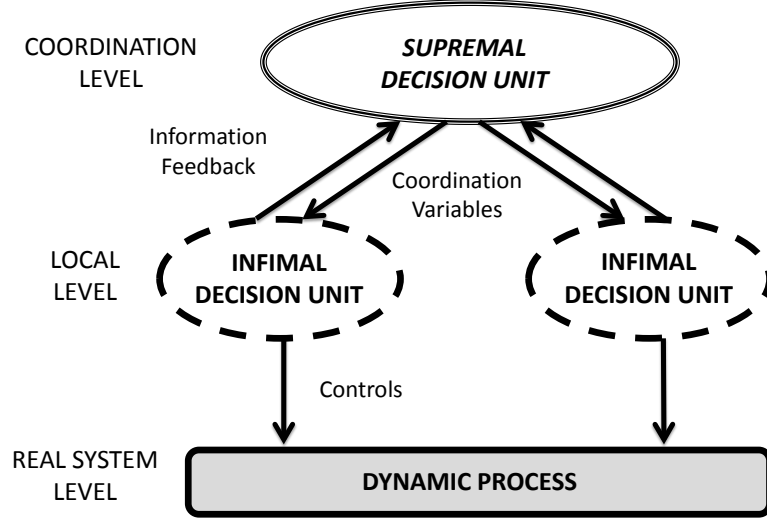 COORDINATION
LEVEL
SUPREMAL
DECISION UNIT
Information
Feedback
Coordination
Variables
LOCAL
LEVEL
INFIMAL
DECISION UNIT
INFIMAL
DECISION UNIT
Controls
REAL SYSTEM
LEVEL
DYNAMIC PROCESS